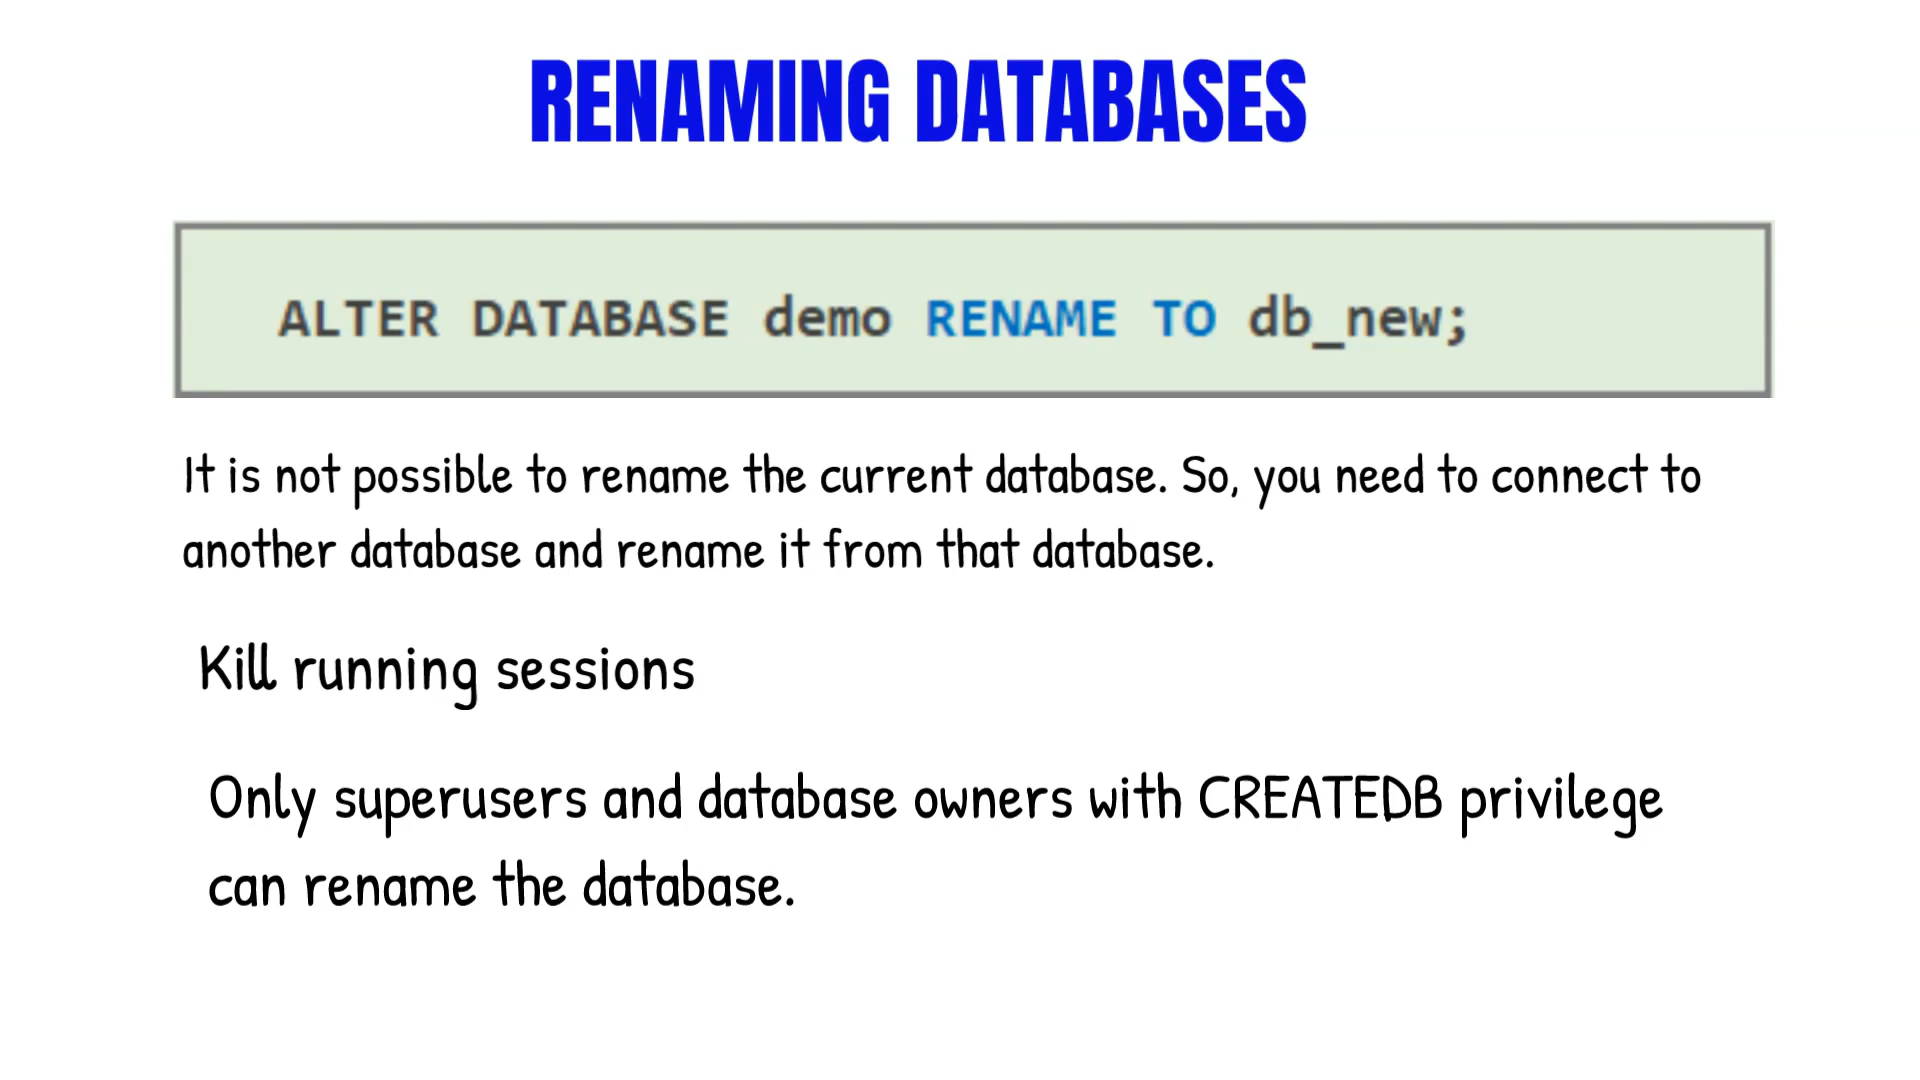 RENAMING DATABASES
ALTER DATABASE demo RENAME TO db_new;
It is not possible to rename the current database. So, you need to connect to
another database and rename it from that database.
Kill running sessions
Only superusers and database owners with CREATEDB privilege
can rename the database.